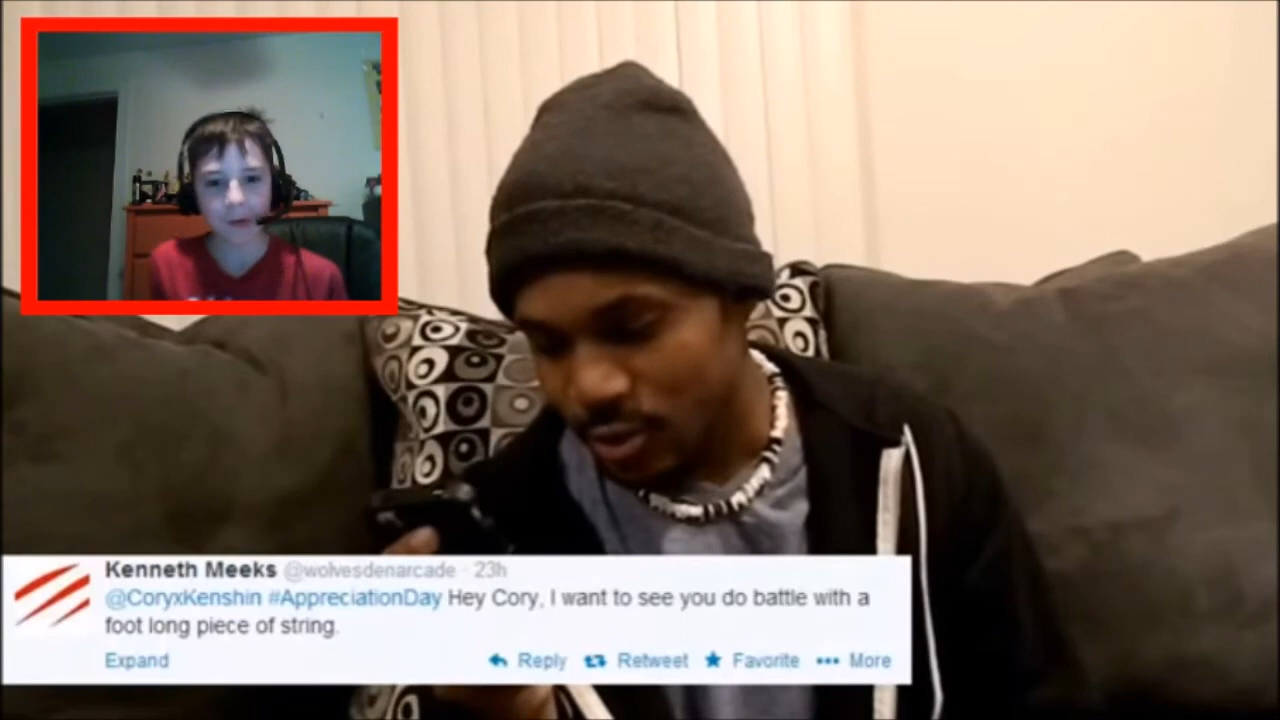 Kenneth Meeks @wolvesdenarcade · 23h
@CoryxKenshin #AppreciationDay Hey Cory, I want to see you do battle with a
foot long piece of string.
Expand Reply Retweet Favorite More